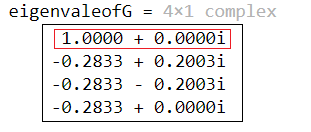 eigenvaleofG = 4×1 complex
1.0000 + 0.0000i
-0.2833 + 0.2003i
-0.2833 - 0.2003i
-0.2833 + 0.0000i